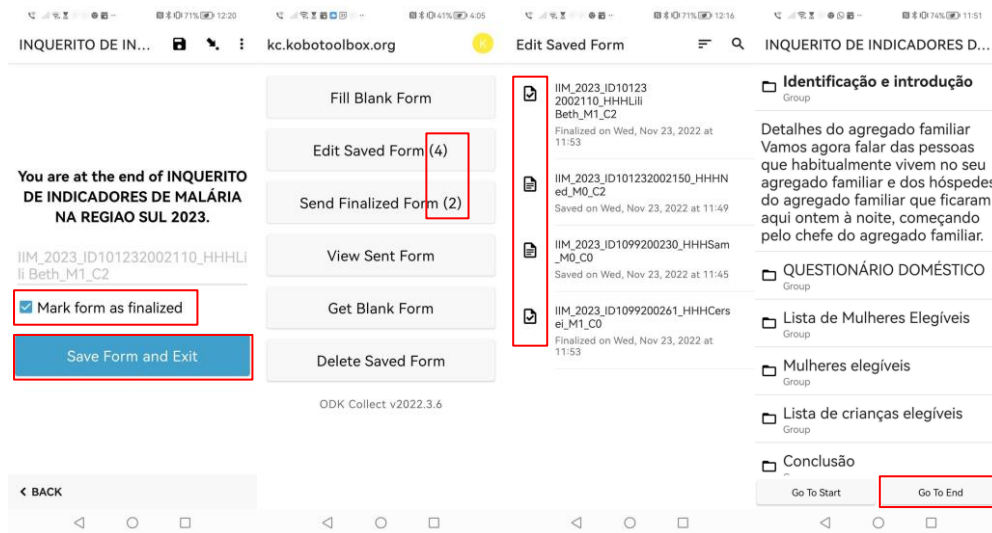 71% 12:20
INQUERITO DE IN...
You are at the end of INQUERITO
DE INDICADORES DE MALÁRIA
NA REGIAO SUL 2023.
IIM_2023_ID101232002110_HHHLi
li Beth_M1_C2
Mark form as finalized
Save Form and Exit
< BACK
41% 4:05
kc.kobotoolbox.org
K
Fill Blank Form
Edit Saved Form (4)
Send Finalized Form (2)
View Sent Form
Get Blank Form
Delete Saved Form
ODK Collect v2022.3.6
71% 12:16
Edit Saved Form
IIM_2023_ID10123
2002110_HHHLili
Beth_M1_C2
Finalized on Wed, Nov 23, 2022 at
11:53
IIM_2023_ID101232002150_HHHN
ed_M0_C2
Saved on Wed, Nov 23, 2022 at 11:49
IIM_2023_ID1099200230_HHHSam
_M0_C0
Saved on Wed, Nov 23, 2022 at 11:45
IIM_2023_ID1099200261_HHHCers
ei_M1_C0
Finalized on Wed, Nov 23, 2022 at
11:53
74% 11:51
INQUERITO DE INDICADORES D...
Identificação e introdução
Group
Detalhes do agregado familiar
Vamos agora falar das pessoas
que habitualmente vivem no seu
agregado familiar e dos hóspedes
do agregado familiar que ficaram
aqui ontem à noite, começando
pelo chefe do agregado familiar.
QUESTIONÁRIO DOMÉSTICO
Group
Lista de Mulheres Elegíveis
Group
Mulheres elegíveis
Group
Lista de crianças elegíveis
Group
Conclusão
Go To Start
Go To End